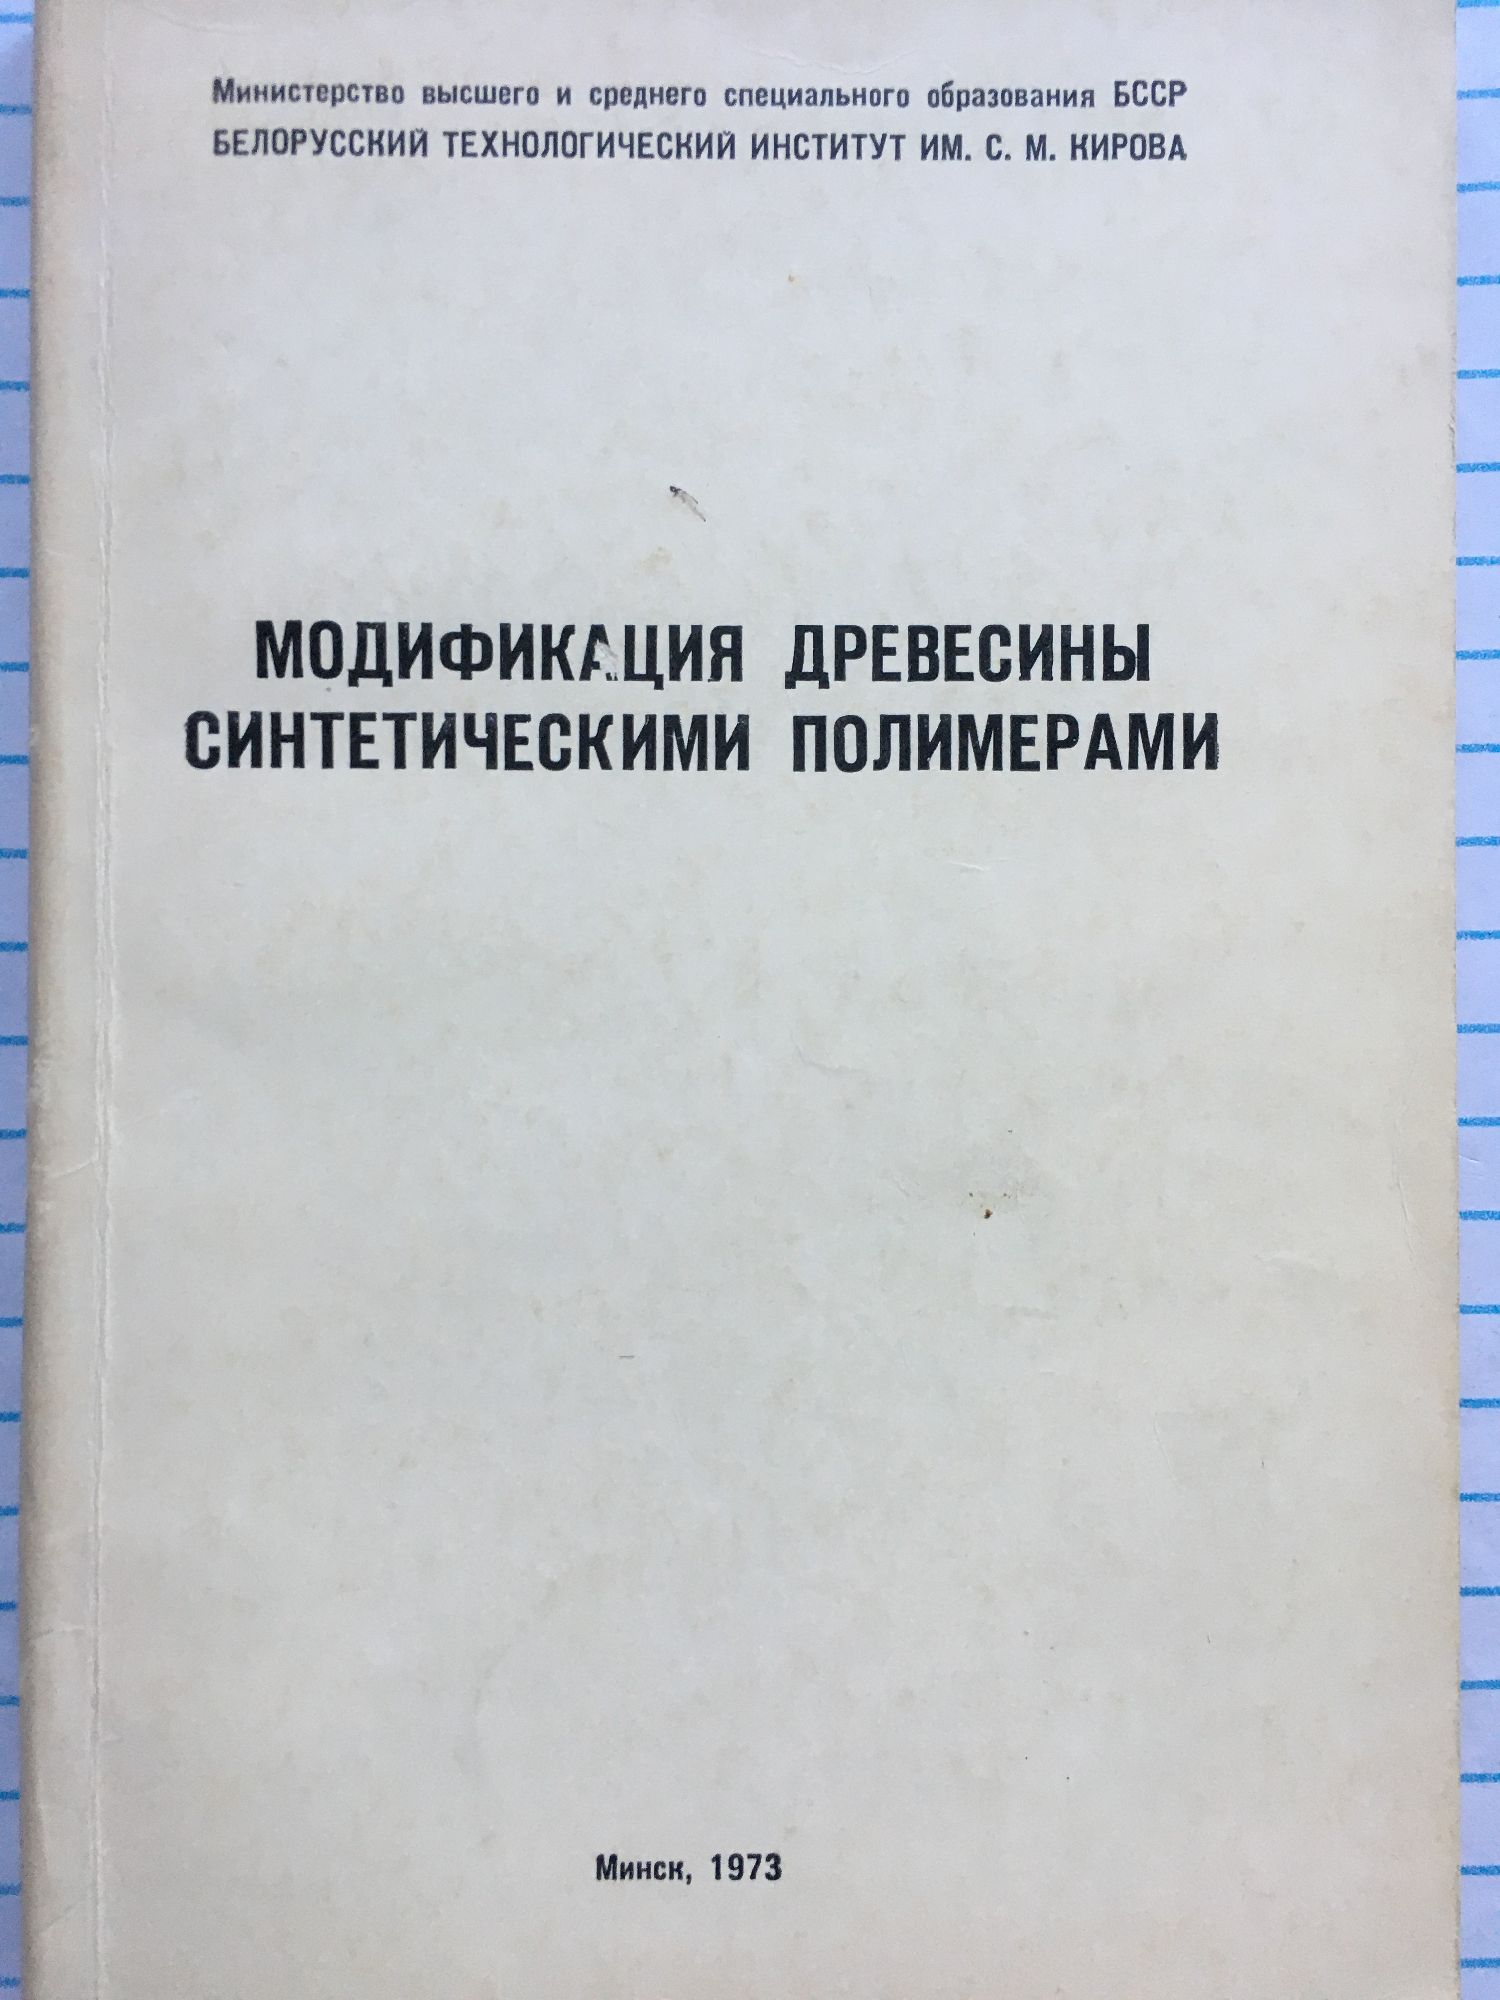 Министерство высшего и среднего специального образования БССР
БЕЛОРУССКИЙ ТЕХНОЛОГИЧЕСКИЙ ИНСТИТУТ ИМ. С. М. КИРОВА
МОДИФИКАЦИЯ ДРЕВЕСИНЫ
СИНТЕТИЧЕСКИМИ ПОЛИМЕРАМИ
Минск, 1973